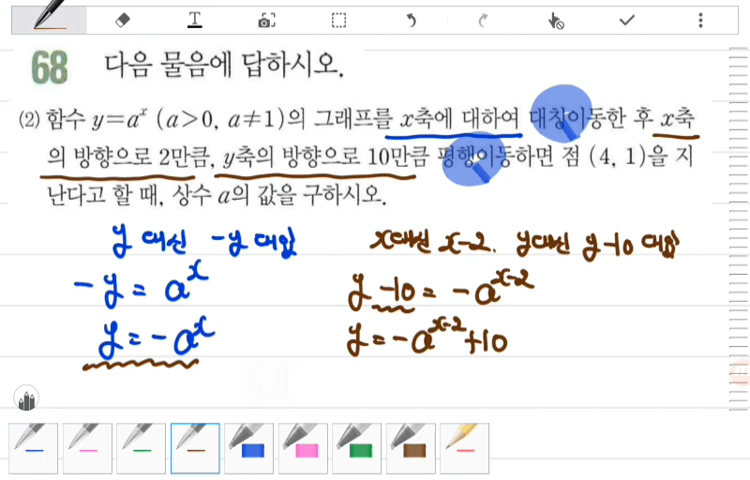 68 다음 물음에 답하시오.
(2) 함수 y=aˣ (a>0, a≠1)의 그래프를 x축에 대하여 대칭이동한 후 x축
의 방향으로 2만큼, y축의 방향으로 10만큼 평행이동하면 점 (4, 1)을 지
난다고 할 때, 상수 a의 값을 구하시오.
y 대신 -y 대입
-y = aˣ
y = -aˣ
x대신 x-2. y대신 y-10 대입
y-10 = -aˣ⁻²
y = -aˣ⁻²+10